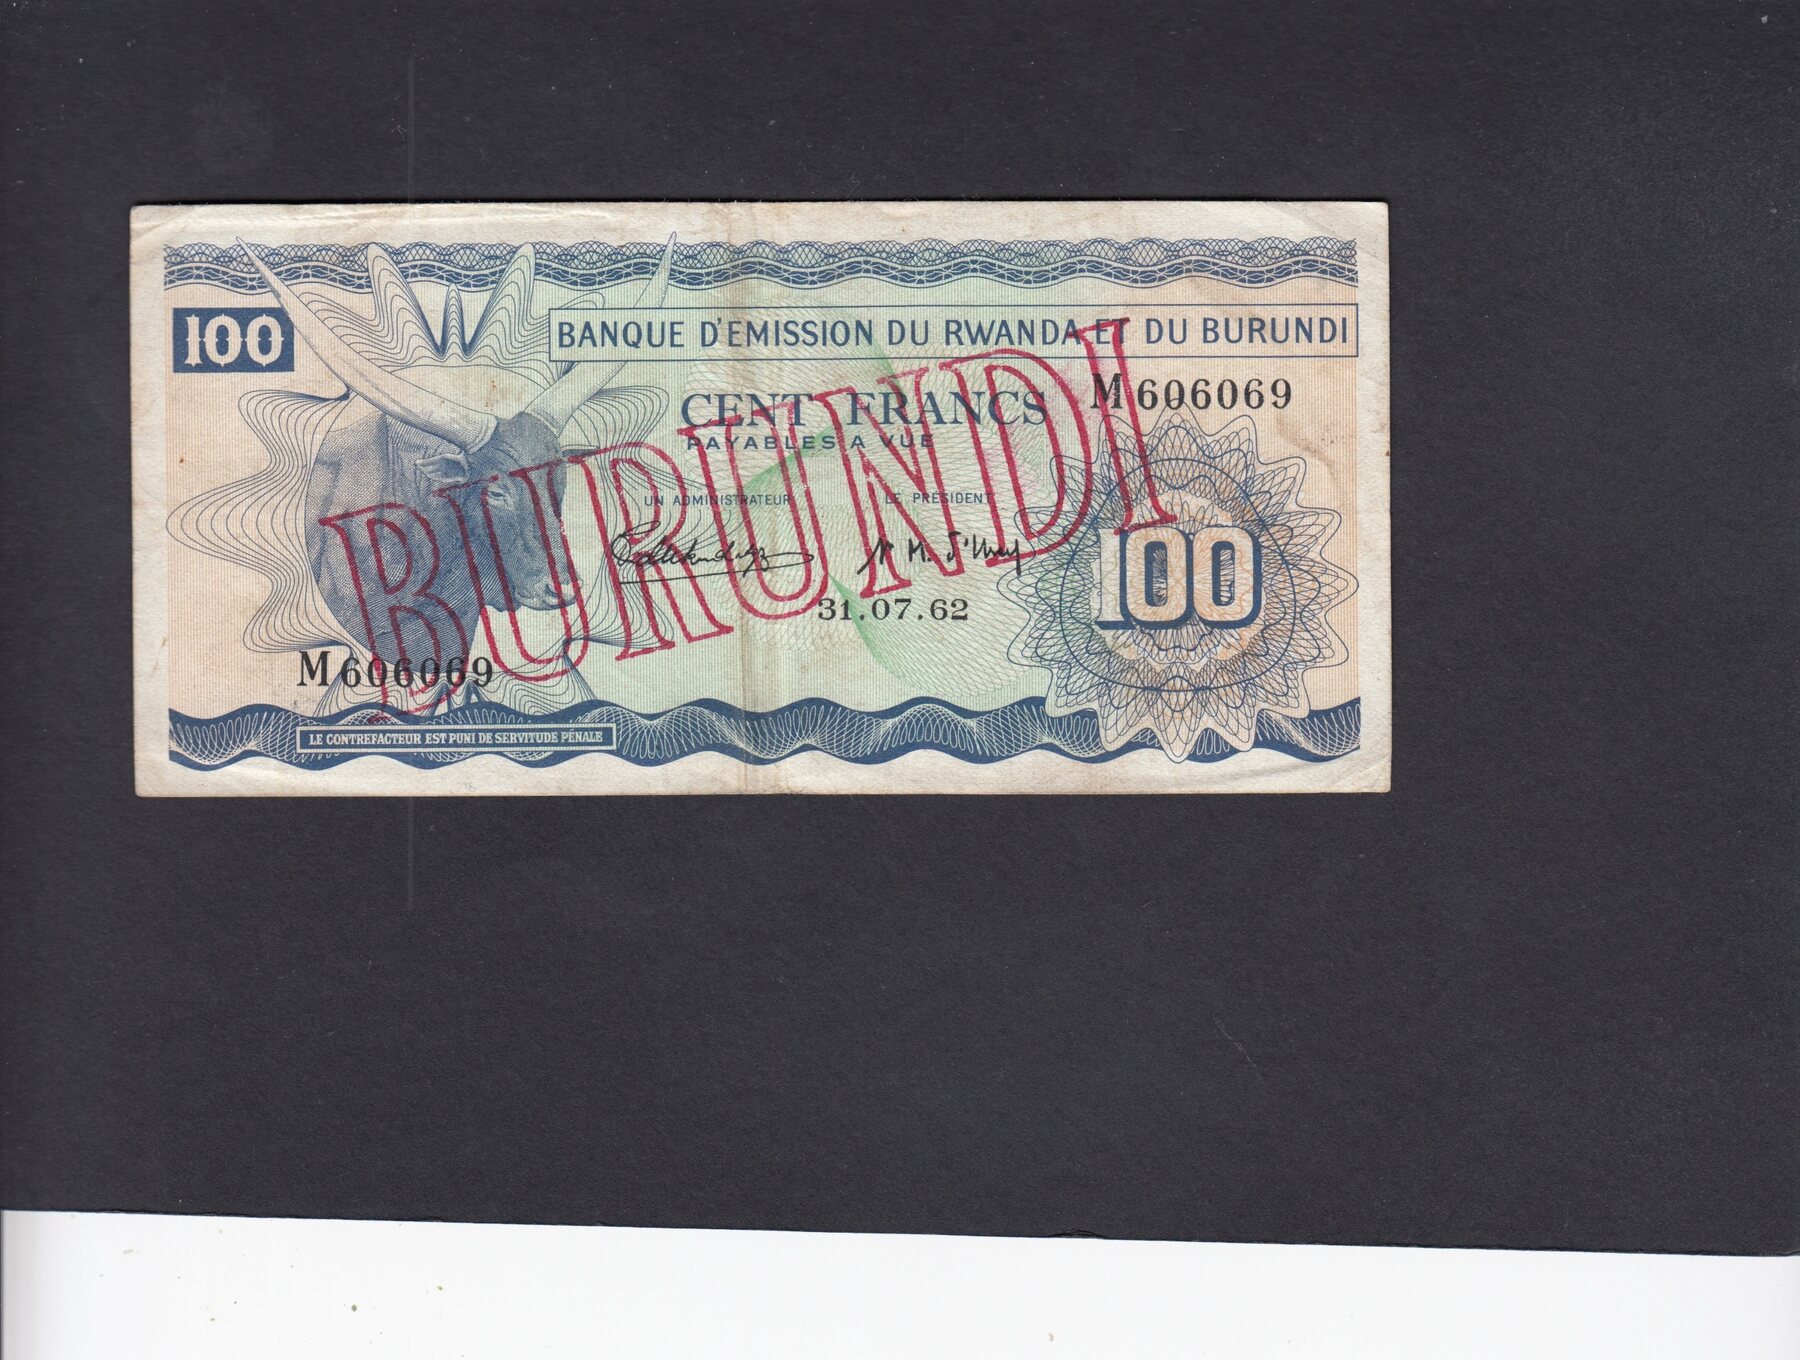 100
BANQUE D'EMISSION DU RWANDA ET DU BURUNDI
CENT FRANCS
M606069
PAYABLES A VUE
UN ADMINISTRATEUR
LE PRÉSIDENT
BURUNDI
100
31.07.62
M606069
LE CONTREFACTEUR EST PUNI DE SERVITUDE PÉNALE